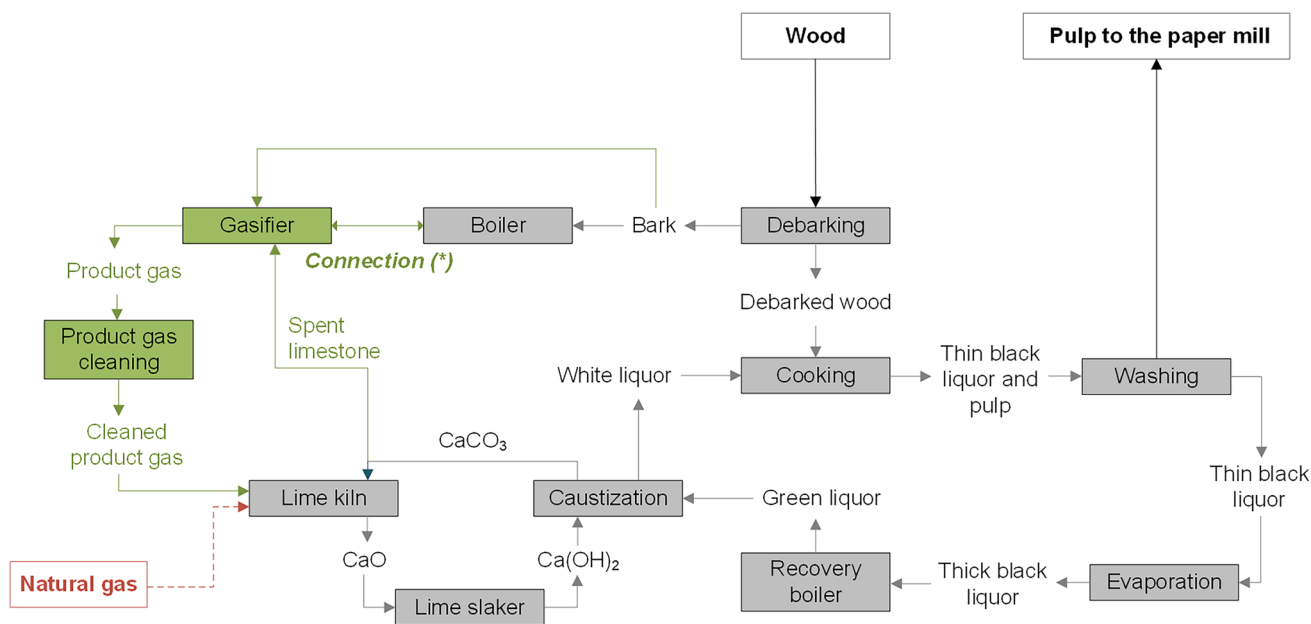 Wood
Pulp to the paper mill
Gasifier
Boiler
Bark
Debarking
Connection (*)
Product gas
Debarked wood
Product gas
cleaning
Spent
limestone
White liquor
Cooking
Thin black
liquor and
pulp
Washing
Cleaned
product gas
CaCO₃
Thin black
liquor
Lime kiln
Caustization
Green liquor
CaO
Ca(OH)₂
Natural gas
Lime slaker
Recovery
boiler
Thick black
liquor
Evaporation